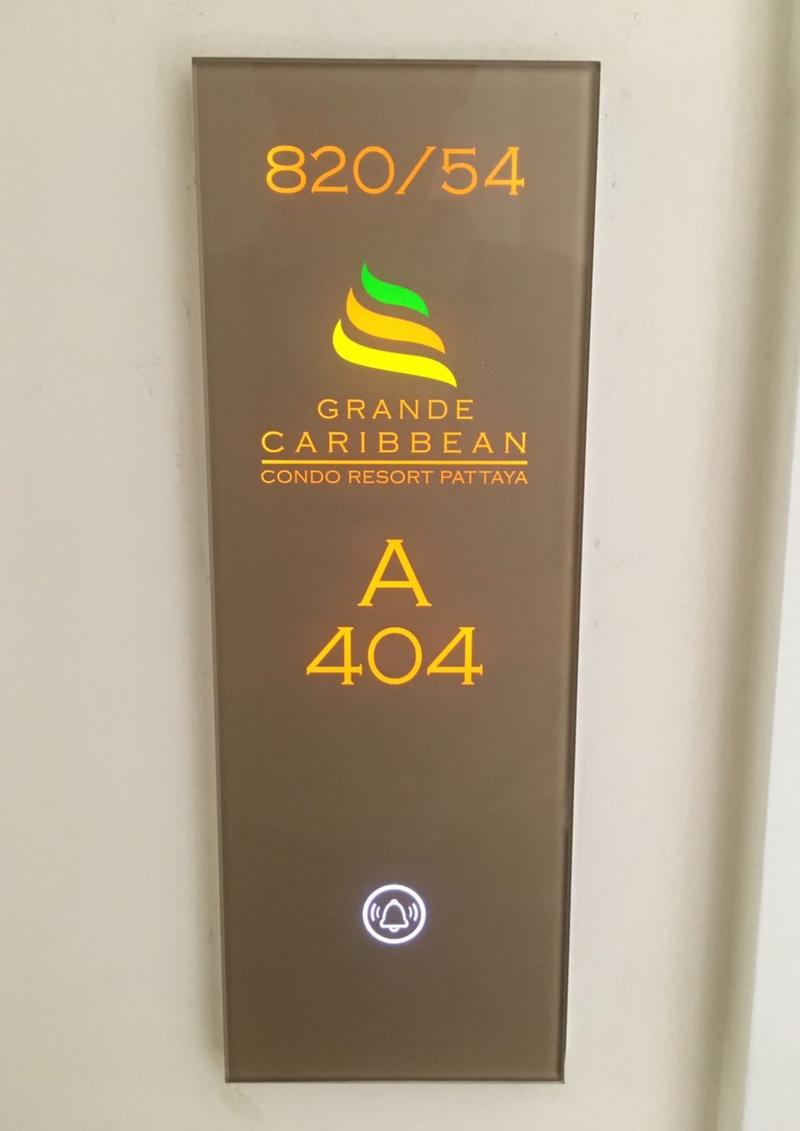 820/54
GRANDE
CARIBBEAN
CONDO RESORT PATTAYA
A
404